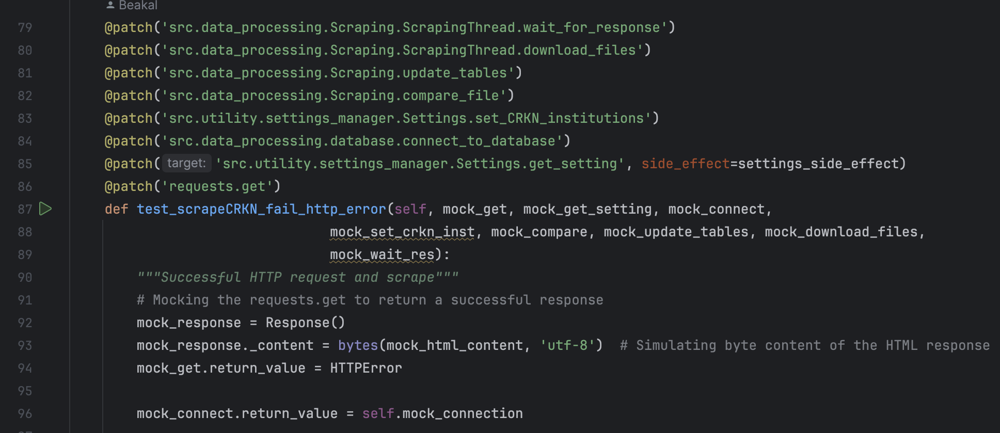 Beakal
79 @patch('src.data_processing.Scraping.ScrapingThread.wait_for_response')
80 @patch('src.data_processing.Scraping.ScrapingThread.download_files')
81 @patch('src.data_processing.Scraping.update_tables')
82 @patch('src.data_processing.Scraping.compare_file')
83 @patch('src.utility.settings_manager.Settings.set_CRKN_institutions')
84 @patch('src.data_processing.database.connect_to_database')
85 @patch( target: 'src.utility.settings_manager.Settings.get_setting', side_effect=settings_side_effect)
86 @patch('requests.get')
87 def test_scrapeCRKN_fail_http_error(self, mock_get, mock_get_setting, mock_connect,
88 mock_set_crkn_inst, mock_compare, mock_update_tables, mock_download_files,
89 mock_wait_res):
90 """Successful HTTP request and scrape"""
91 # Mocking the requests.get to return a successful response
92 mock_response = Response()
93 mock_response._content = bytes(mock_html_content, 'utf-8')  # Simulating byte content of the HTML response
94 mock_get.return_value = HTTPError
95
96 mock_connect.return_value = self.mock_connection